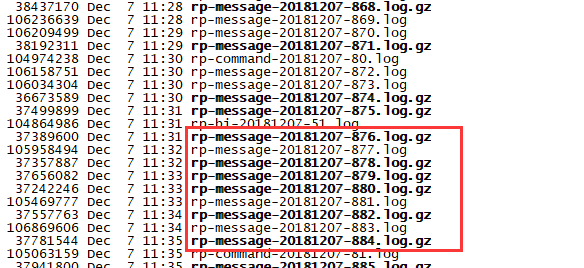 38437170 Dec 7 11:28 rp-message-20181207-868.log.gz
106236639 Dec 7 11:28 rp-message-20181207-869.log
106209499 Dec 7 11:29 rp-message-20181207-870.log
38192311 Dec 7 11:29 rp-message-20181207-871.log.gz
104974238 Dec 7 11:30 rp-command-20181207-80.log
106158751 Dec 7 11:30 rp-message-20181207-872.log
106034304 Dec 7 11:30 rp-message-20181207-873.log
36673589 Dec 7 11:30 rp-message-20181207-874.log.gz
37499899 Dec 7 11:31 rp-message-20181207-875.log.gz
104864986 Dec 7 11:31 rp-bi-20181207-51.log
37389600 Dec 7 11:31 rp-message-20181207-876.log.gz
105958494 Dec 7 11:32 rp-message-20181207-877.log
37357887 Dec 7 11:32 rp-message-20181207-878.log.gz
37656082 Dec 7 11:33 rp-message-20181207-879.log.gz
37242246 Dec 7 11:33 rp-message-20181207-880.log.gz
105469777 Dec 7 11:33 rp-message-20181207-881.log
37557763 Dec 7 11:34 rp-message-20181207-882.log.gz
106869606 Dec 7 11:34 rp-message-20181207-883.log
37781544 Dec 7 11:35 rp-message-20181207-884.log.gz
105063159 Dec 7 11:35 rp-command-20181207-81.log
37941800 Dec 7 11:35 rp-message-20181207-885.log.gz